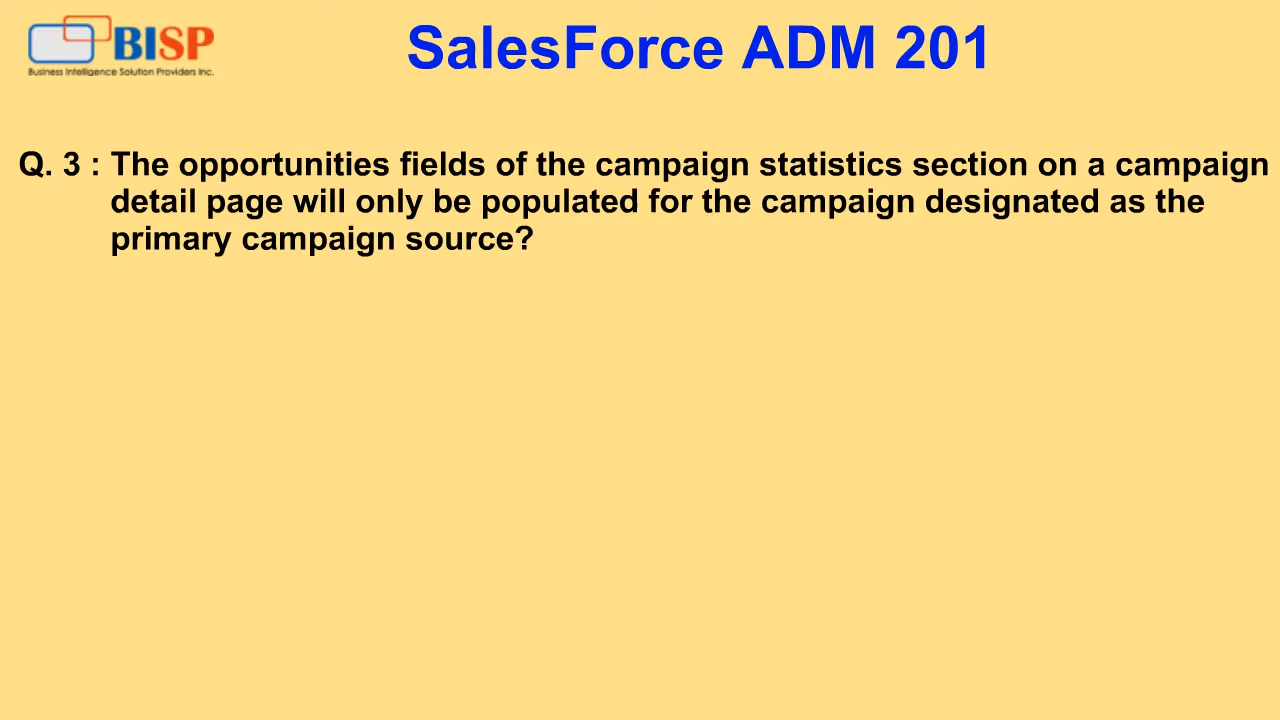 BISP
Business Intelligence Solution Providers Inc.
SalesForce ADM 201
Q. 3 : The opportunities fields of the campaign statistics section on a campaign
detail page will only be populated for the campaign designated as the
primary campaign source?